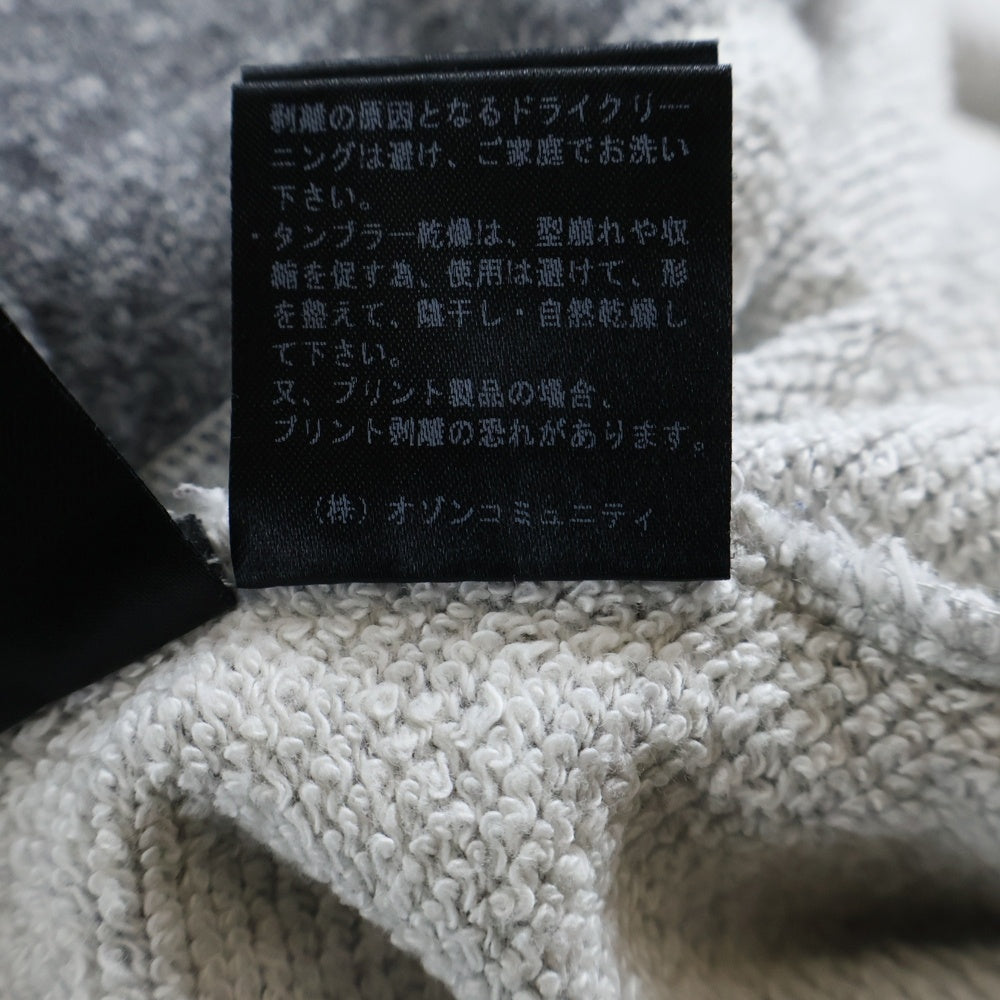 剥離の原因となるドライクリー
ニングは避け、ご家庭でお洗い
下さい。
・タンブラー乾燥は、型崩れや収
縮を促す為、使用は避けて、形
を整えて、陰干し・自然乾燥し
て下さい。
又、プリント製品の場合、
プリント剥離の恐れがあります。
（株）オゾンコミュニティ